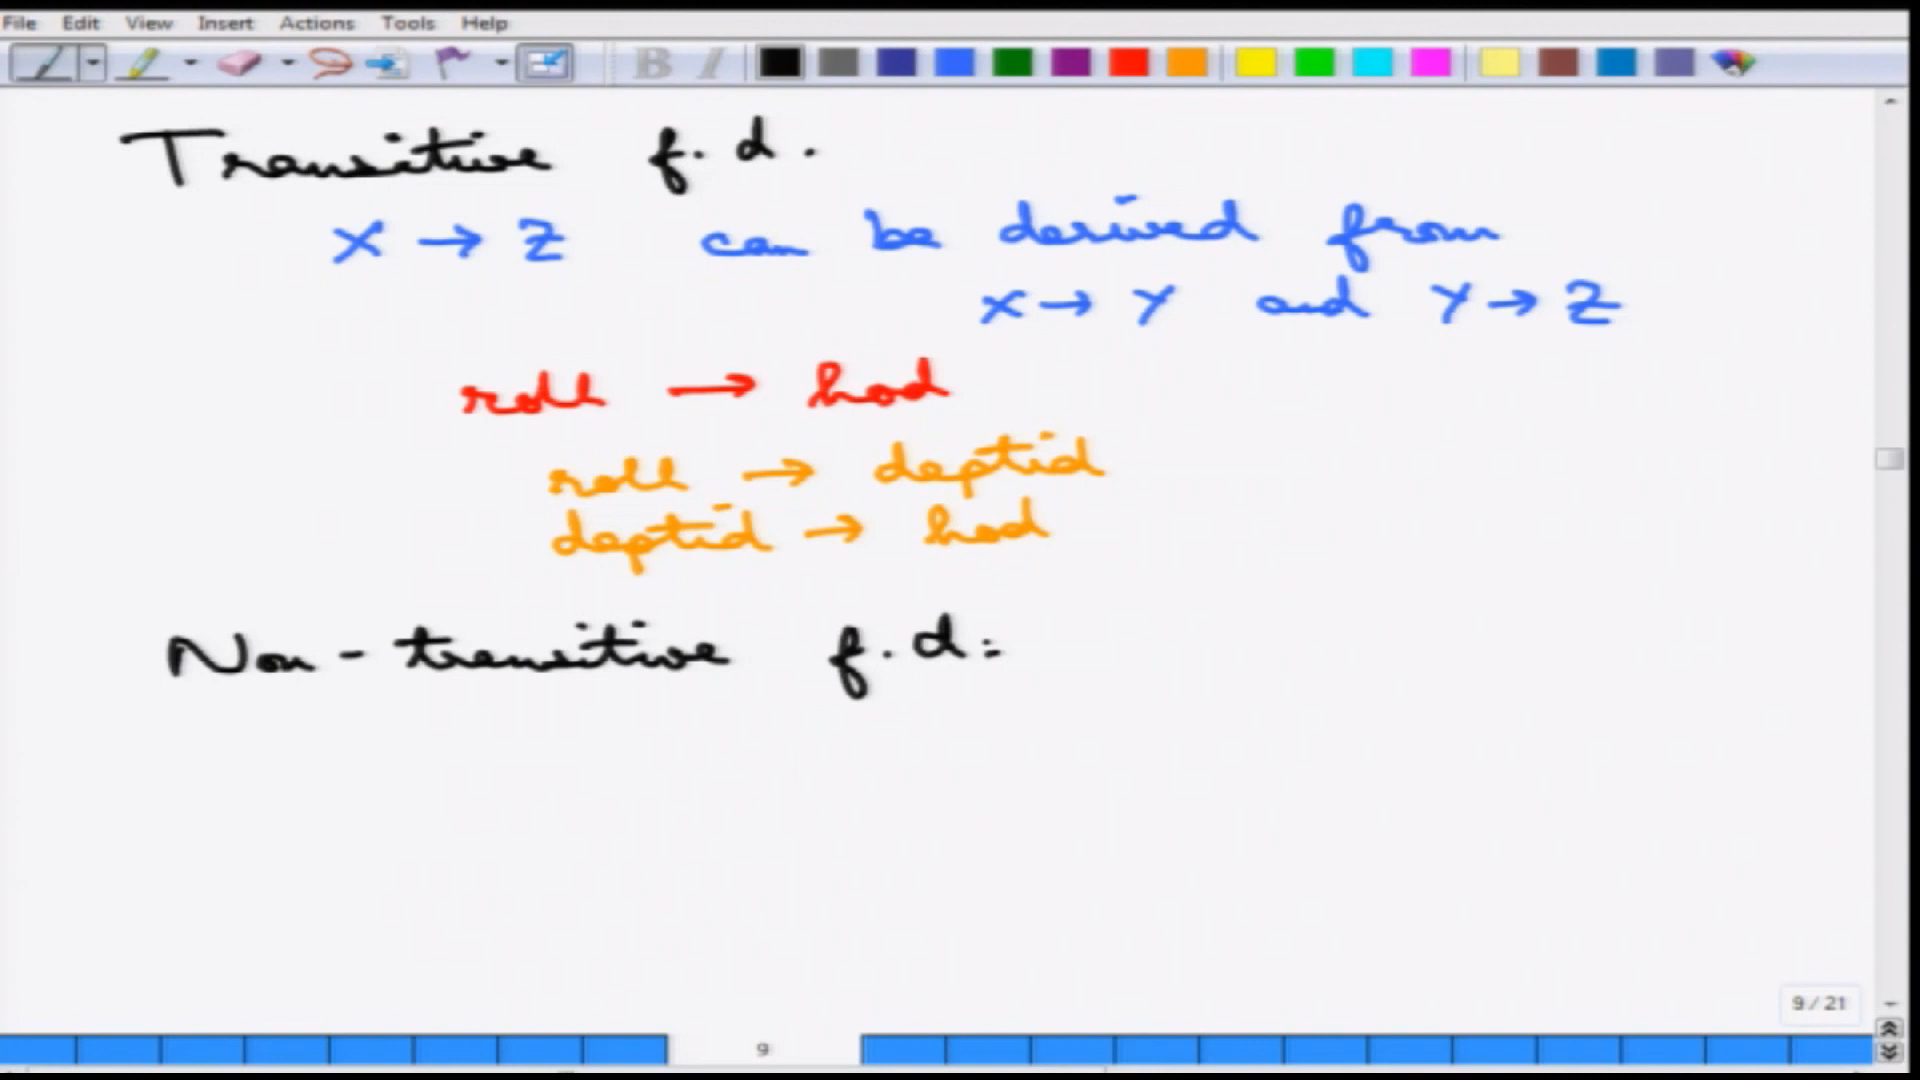 File Edit View Insert Actions Tools Help
B I
Transitive f.d.
X → Z can be derived from
X → Y and Y → Z
roll → hod
roll → deptid
deptid → hod
Non-transitive f.d:
9 / 21
9